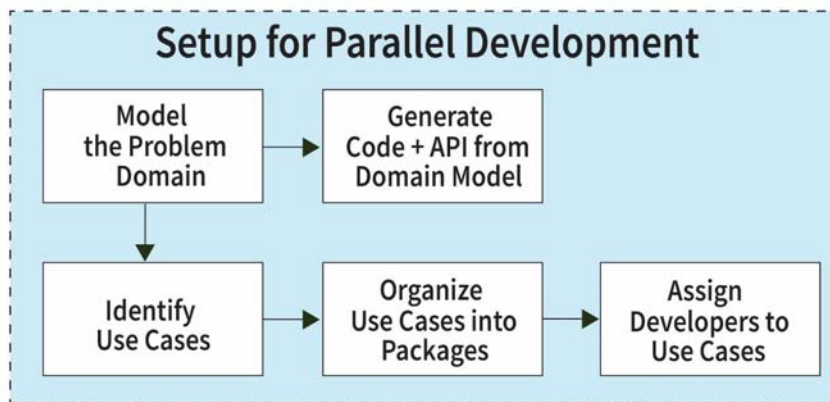 Setup for Parallel Development
Model
the Problem
Domain
Generate
Code + API from
Domain Model
Identify
Use Cases
Organize
Use Cases into
Packages
Assign
Developers to
Use Cases